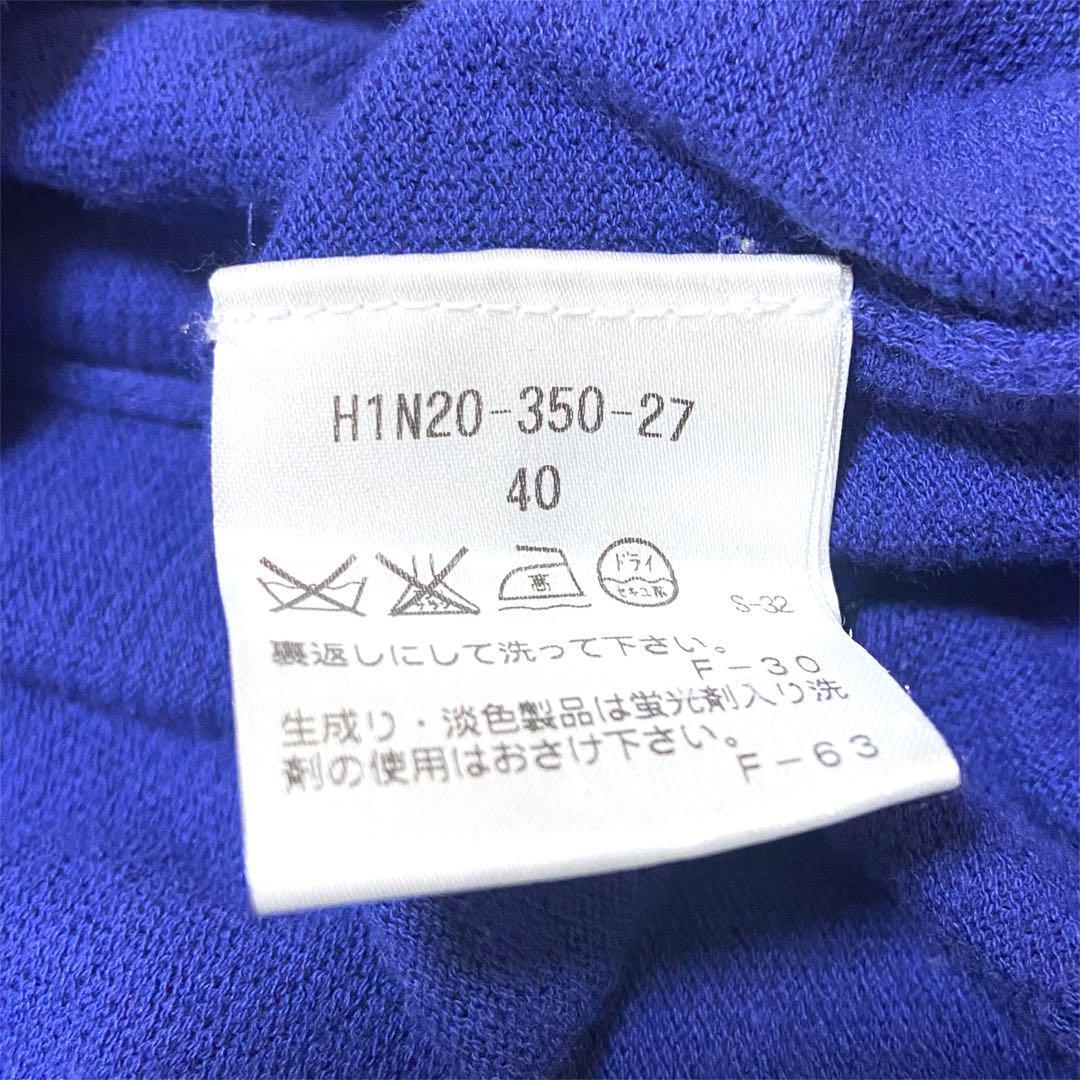 H1N20-350-27
40
高
ドライ
セキユ系
S-32
裏返しにして洗って下さい。
F-30
生成り・淡色製品は蛍光剤入り洗
剤の使用はおさけ下さい。
F-63